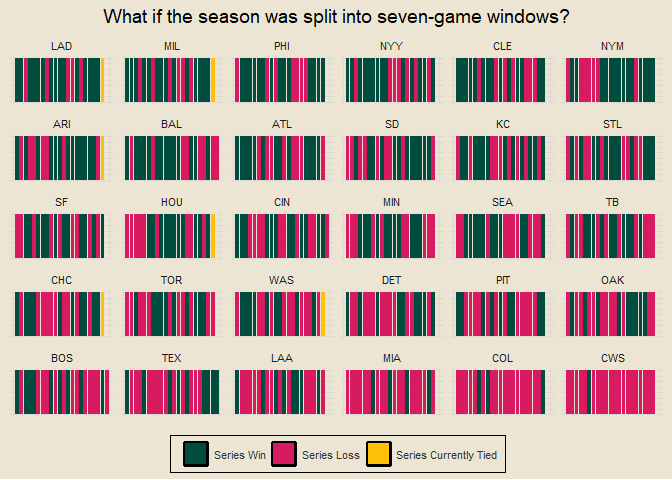 What if the season was split into seven-game windows?
LAD MIL PHI NYY CLE NYM
ARI BAL ATL SD KC STL
SF HOU CIN MIN SEA TB
CHC TOR WAS DET PIT OAK
BOS TEX LAA MIA COL CWS
Series Win Series Loss Series Currently Tied